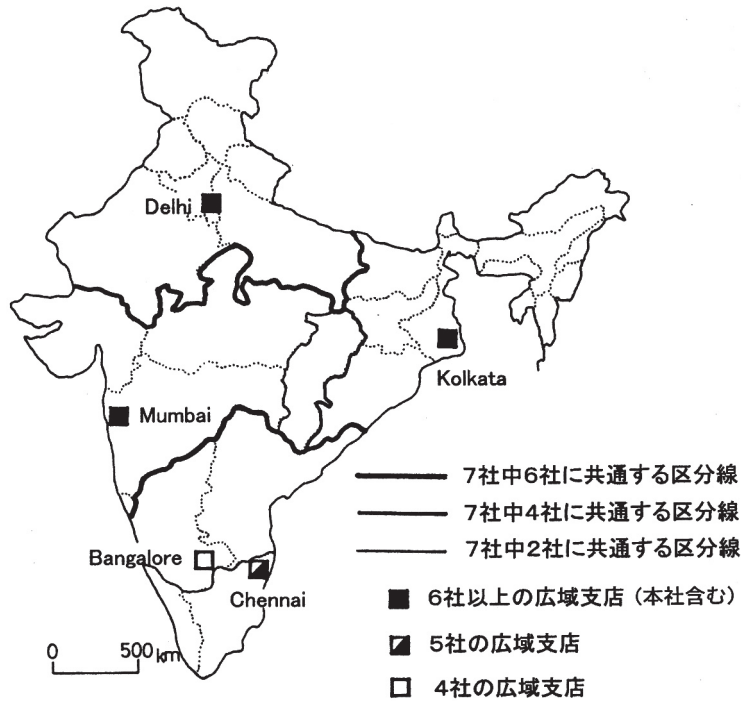 Delhi
Kolkata
Mumbai
７社中６社に共通する区分線
７社中４社に共通する区分線
７社中２社に共通する区分線
Bangalore
Chennai
６社以上の広域支店（本社含む）
５社の広域支店
４社の広域支店
0 500 km